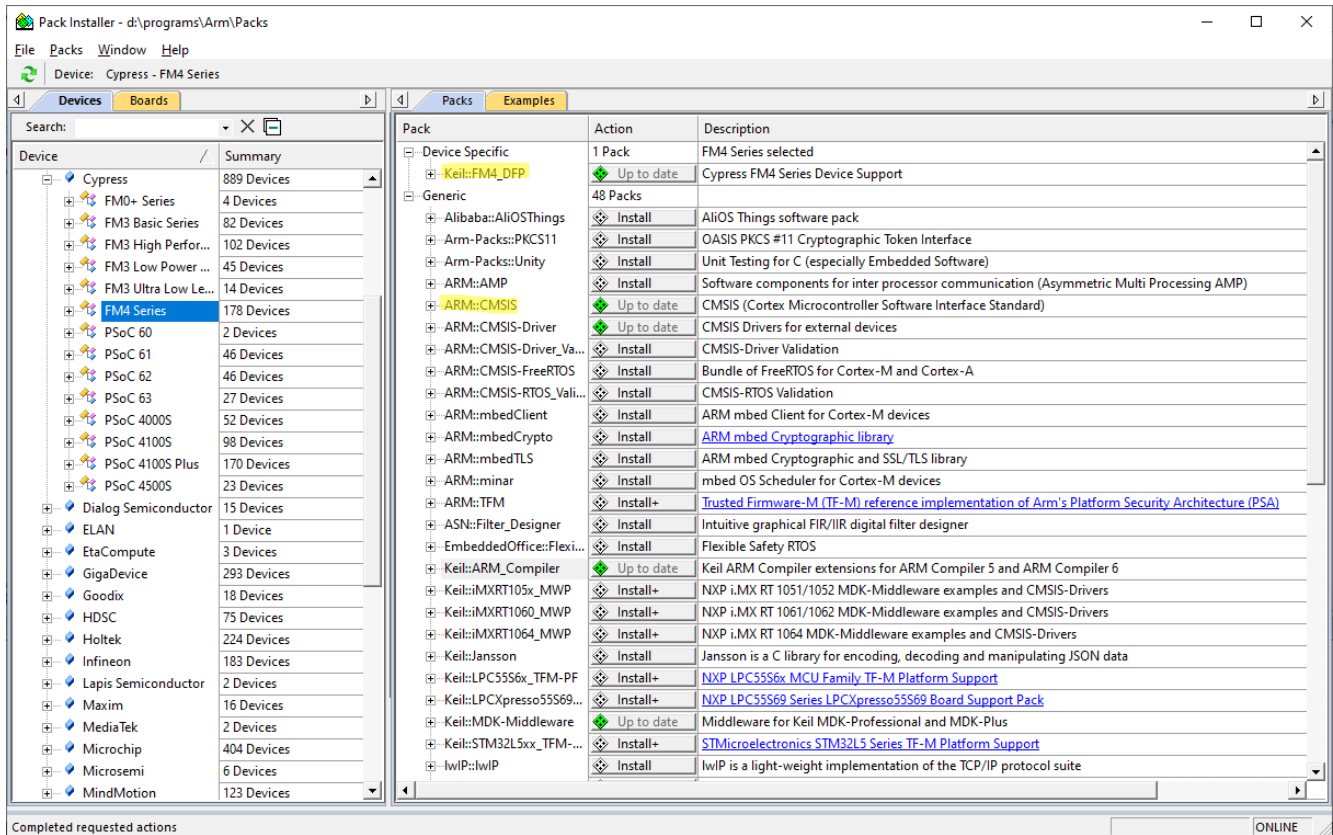 Pack Installer - d:\programs\Arm\Packs
File Packs Window Help
Device: Cypress - FM4 Series
Devices Boards
Search:
Device Summary
Cypress 889 Devices
FM0+ Series 4 Devices
FM3 Basic Series 82 Devices
FM3 High Perfor... 102 Devices
FM3 Low Power ... 45 Devices
FM3 Ultra Low Le... 14 Devices
FM4 Series 178 Devices
PSoC 60 2 Devices
PSoC 61 46 Devices
PSoC 62 46 Devices
PSoC 63 27 Devices
PSoC 4000S 52 Devices
PSoC 4100S 98 Devices
PSoC 4100S Plus 170 Devices
PSoC 4500S 23 Devices
Dialog Semiconductor 15 Devices
ELAN 1 Device
EtaCompute 3 Devices
GigaDevice 293 Devices
Goodix 18 Devices
HDSC 75 Devices
Holtek 224 Devices
Infineon 183 Devices
Lapis Semiconductor 2 Devices
Maxim 16 Devices
MediaTek 2 Devices
Microchip 404 Devices
Microsemi 6 Devices
MindMotion 123 Devices
Packs Examples
Pack Action Description
Device Specific 1 Pack FM4 Series selected
Keil::FM4_DFP Up to date Cypress FM4 Series Device Support
Generic 48 Packs
Alibaba::AliOSThings Install AliOS Things software pack
Arm-Packs::PKCS11 Install OASIS PKCS #11 Cryptographic Token Interface
Arm-Packs::Unity Install Unit Testing for C (especially Embedded Software)
ARM::AMP Install Software components for inter processor communication (Asymmetric Multi Processing AMP)
ARM::CMSIS Up to date CMSIS (Cortex Microcontroller Software Interface Standard)
ARM::CMSIS-Driver Up to date CMSIS Drivers for external devices
ARM::CMSIS-Driver_Va... Install CMSIS-Driver Validation
ARM::CMSIS-FreeRTOS Install Bundle of FreeRTOS for Cortex-M and Cortex-A
ARM::CMSIS-RTOS_Vali... Install CMSIS-RTOS Validation
ARM::mbedClient Install ARM mbed Client for Cortex-M devices
ARM::mbedCrypto Install ARM mbed Cryptographic library
ARM::mbedTLS Install ARM mbed Cryptographic and SSL/TLS library
ARM::minar Install mbed OS Scheduler for Cortex-M devices
ARM::TFM Install+ Trusted Firmware-M (TF-M) reference implementation of Arm's Platform Security Architecture (PSA)
ASN::Filter_Designer Install Intuitive graphical FIR/IIR digital filter designer
EmbeddedOffice::Flexi... Install Flexible Safety RTOS
Keil::ARM_Compiler Up to date Keil ARM Compiler extensions for ARM Compiler 5 and ARM Compiler 6
Keil::iMXRT105x_MWP Install+ NXP i.MX RT 1051/1052 MDK-Middleware examples and CMSIS-Drivers
Keil::iMXRT1060_MWP Install+ NXP i.MX RT 1061/1062 MDK-Middleware examples and CMSIS-Drivers
Keil::iMXRT1064_MWP Install+ NXP i.MX RT 1064 MDK-Middleware examples and CMSIS-Drivers
Keil::Jansson Install Jansson is a C library for encoding, decoding and manipulating JSON data
Keil::LPC55S6x_TFM-PF Install+ NXP LPC55S6x MCU Family TF-M Platform Support
Keil::LPCXpresso55S69... Install+ NXP LPC55S69 Series LPCXpresso55S69 Board Support Pack
Keil::MDK-Middleware Up to date Middleware for Keil MDK-Professional and MDK-Plus
Keil::STM32L5xx_TFM-... Install+ STMicroelectronics STM32L5 Series TF-M Platform Support
lwIP::lwIP Install lwIP is a light-weight implementation of the TCP/IP protocol suite
Completed requested actions ONLINE